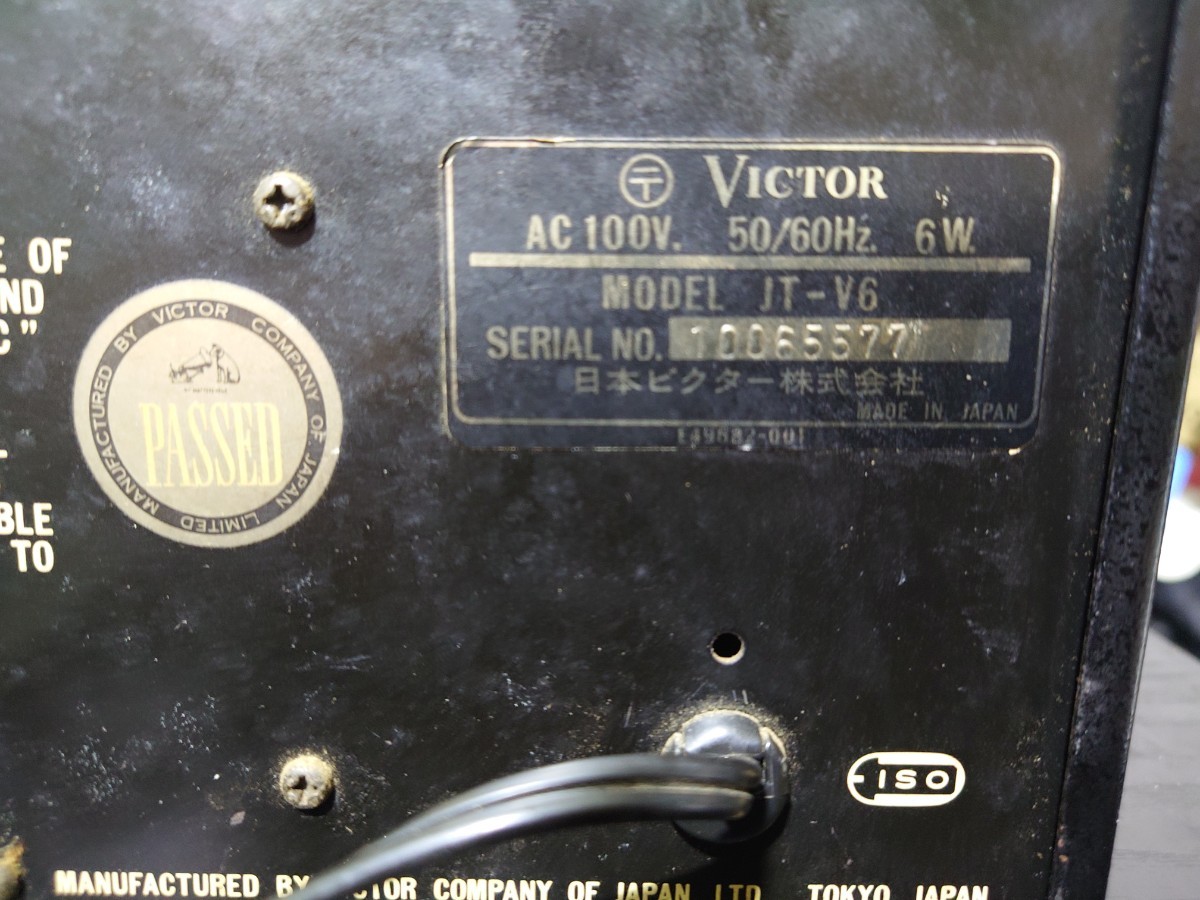 E OF
ND
C"
BLE
TO
MANUFACTURED BY VICTOR COMPANY OF JAPAN LIMITED
PASSED
〒 VICTOR
AC 100V. 50/60Hz. 6W.
MODEL JT-V6
SERIAL NO. 10065577
日本ビクター株式会社
MADE IN JAPAN
E49682-001
ISO
MANUFACTURED BY VICTOR COMPANY OF JAPAN, LTD. TOKYO, JAPAN